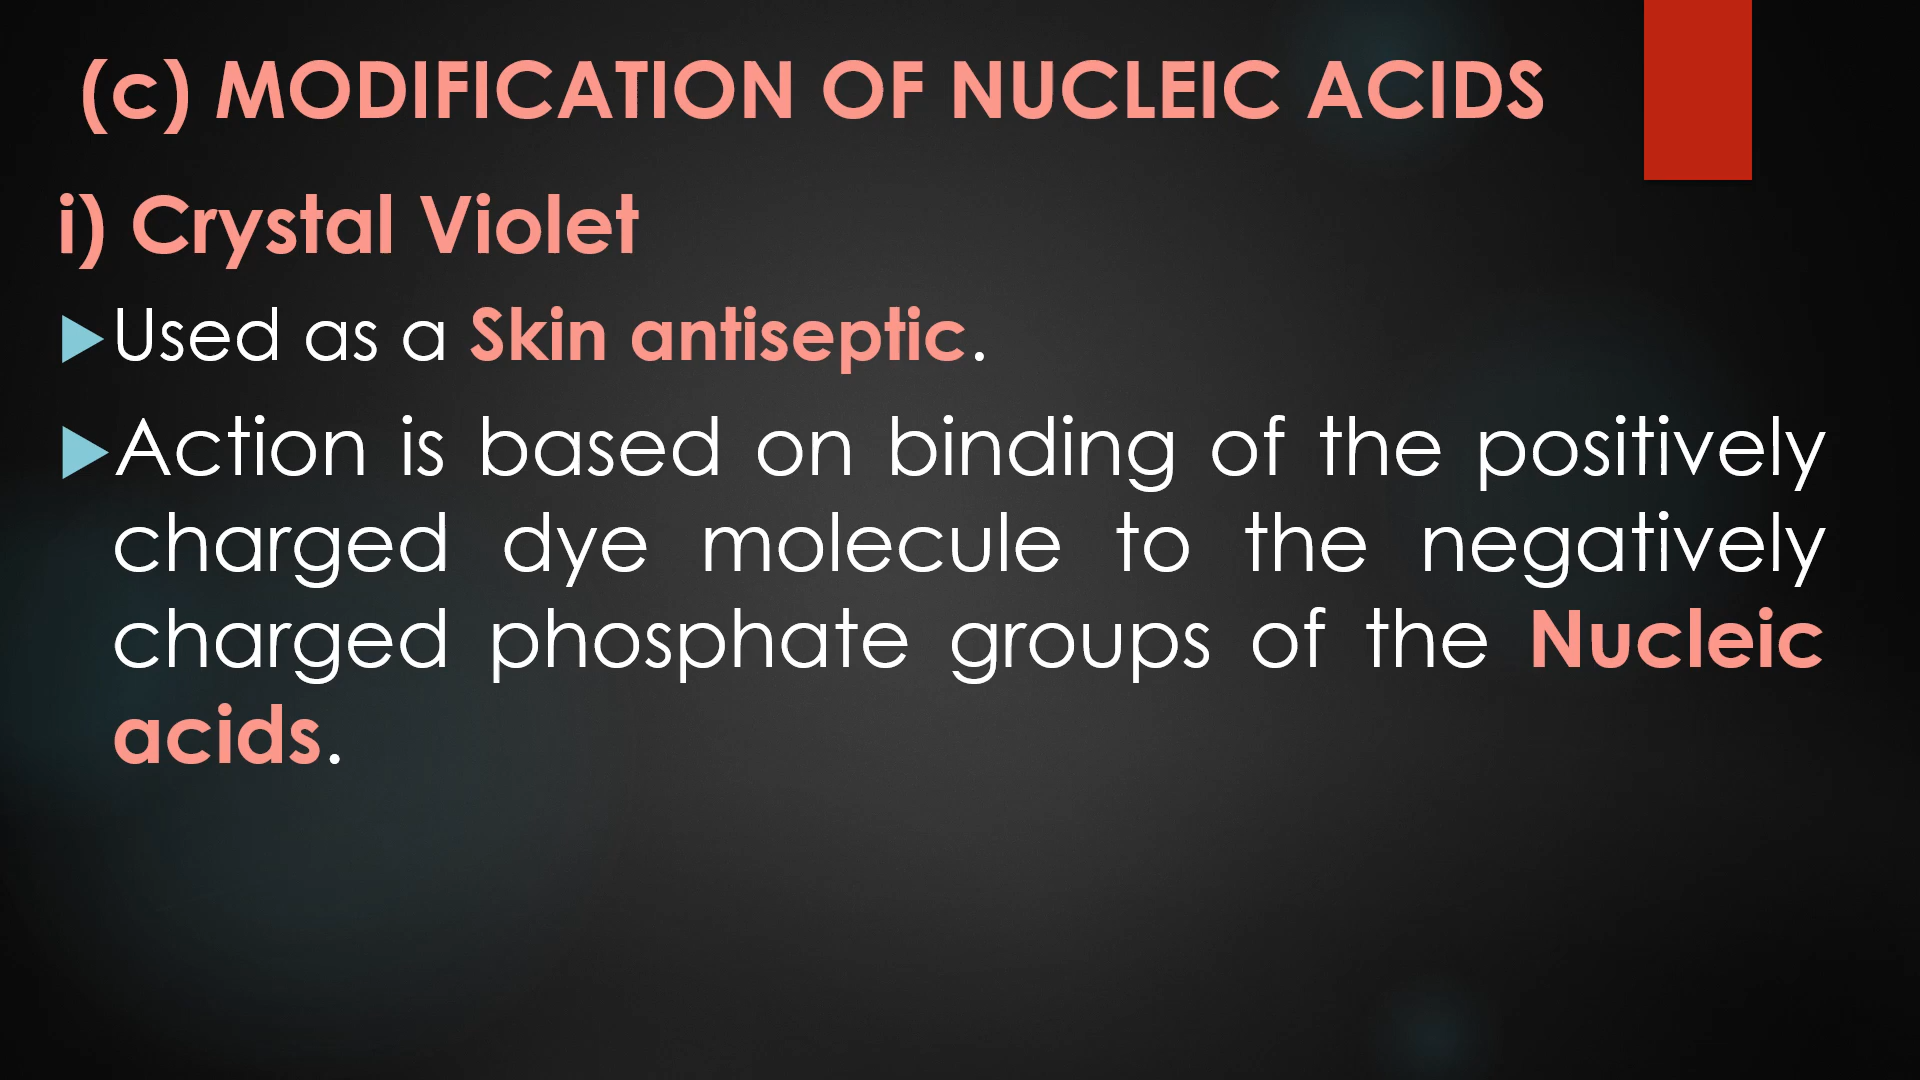 (c) MODIFICATION OF NUCLEIC ACIDS
i) Crystal Violet
Used as a Skin antiseptic.
Action is based on binding of the positively
charged dye molecule to the negatively
charged phosphate groups of the Nucleic
acids.